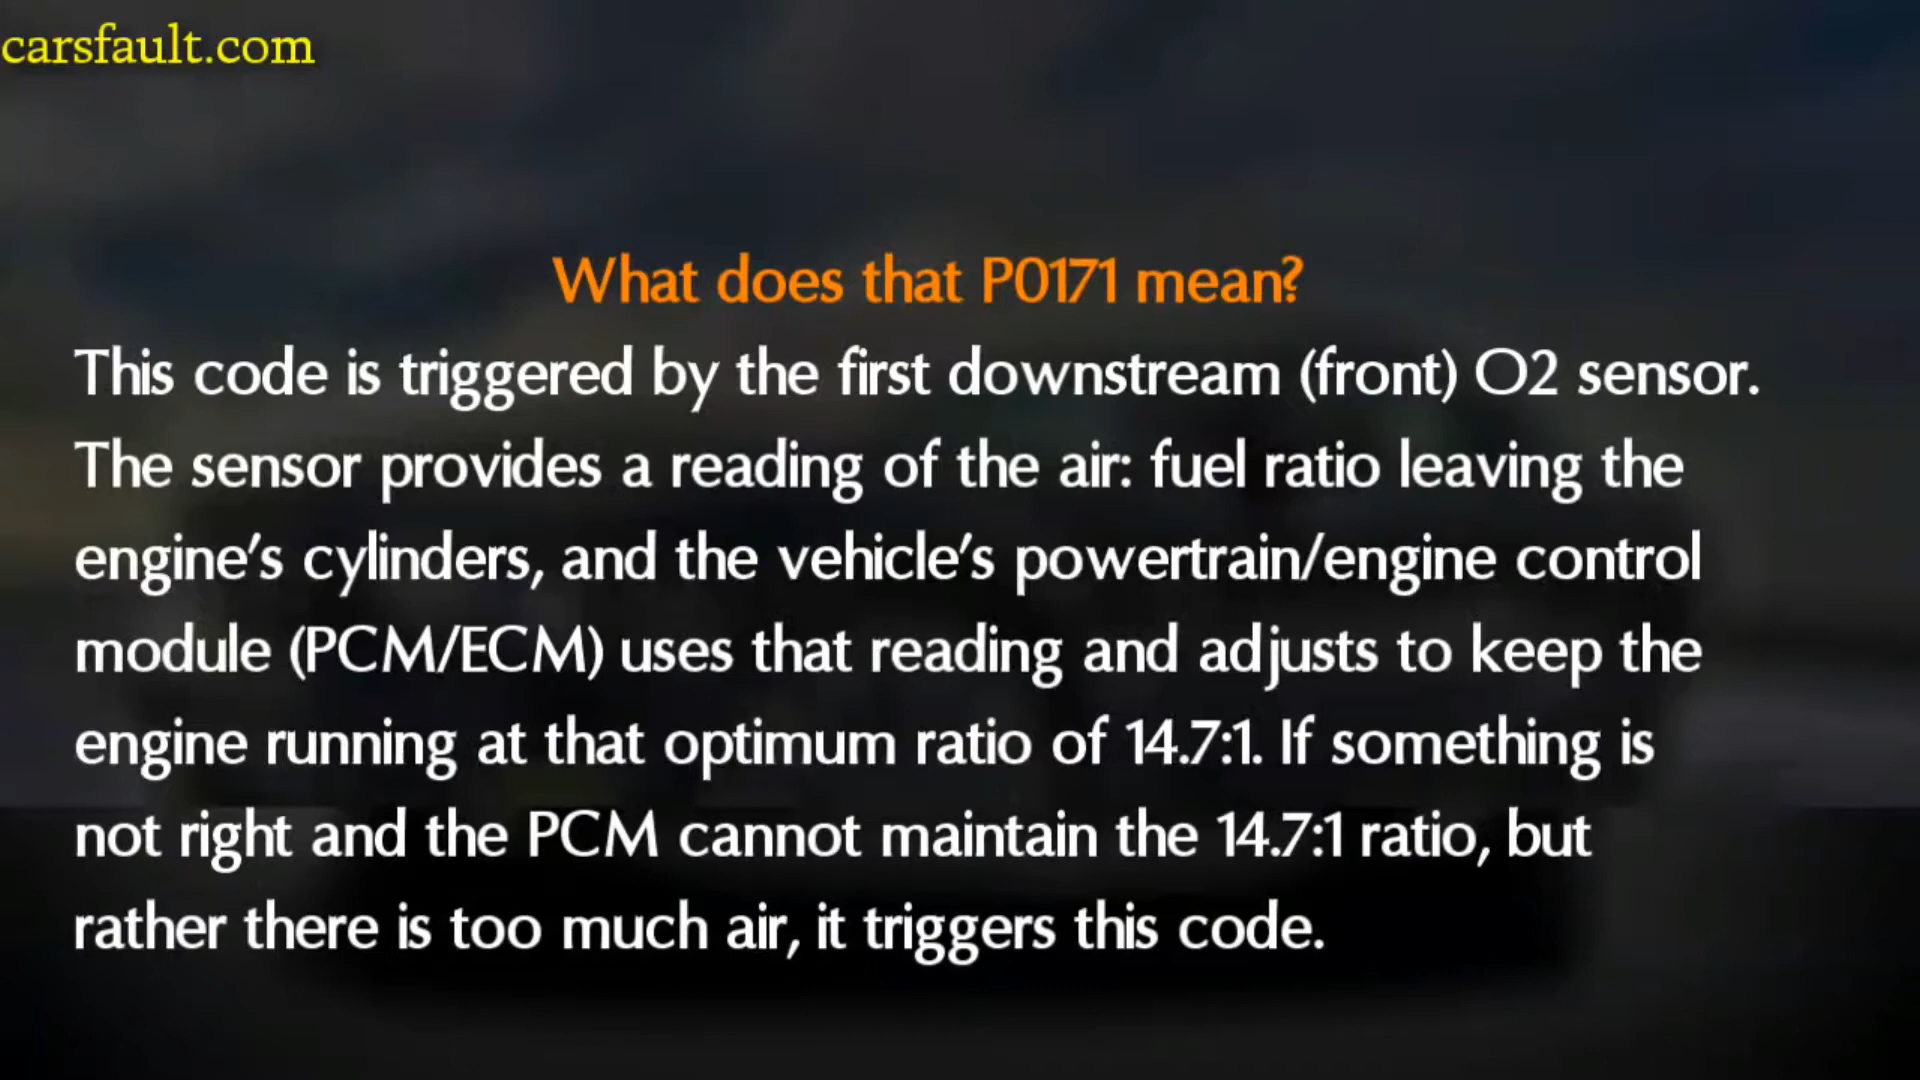 carsfault.com
What does that P0171 mean?
This code is triggered by the first downstream (front) O2 sensor.
The sensor provides a reading of the air: fuel ratio leaving the
engine's cylinders, and the vehicle's powertrain/engine control
module (PCM/ECM) uses that reading and adjusts to keep the
engine running at that optimum ratio of 14.7:1. If something is
not right and the PCM cannot maintain the 14.7:1 ratio, but
rather there is too much air, it triggers this code.